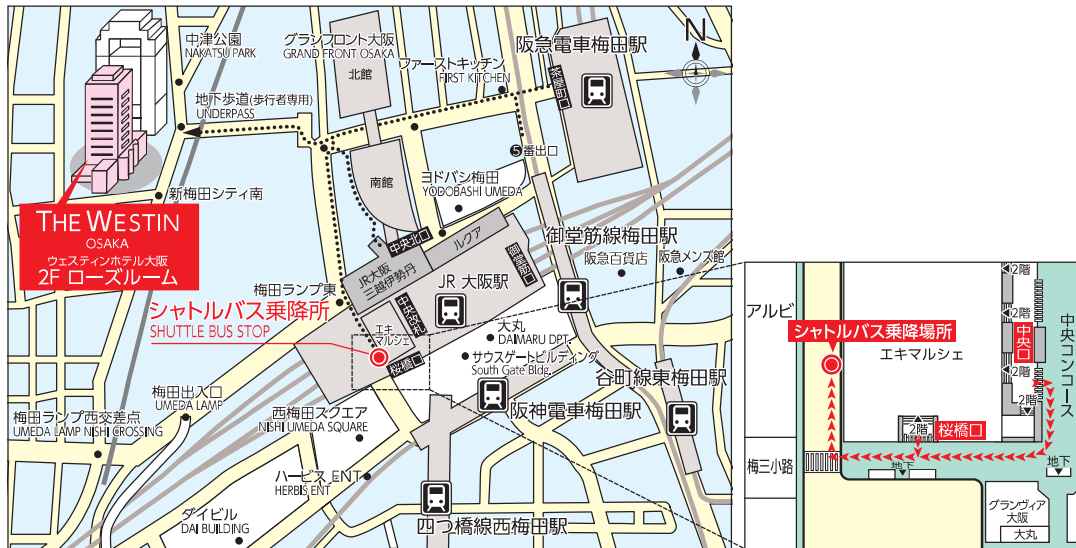 中津公園
NAKATSU PARK
グランフロント大阪
GRAND FRONT OSAKA
北館
ファーストキッチン
FIRST KITCHEN
阪急電車梅田駅
N
茶屋町口
地下歩道(歩行者専用)
UNDERPASS
❺番出口
南館
ヨドバシ梅田
YODOBASHI UMEDA
新梅田シティ南
THE WESTIN
OSAKA
ウェスティンホテル大阪
2F ローズルーム
中央北口
ルクア
御堂筋線梅田駅
阪急百貨店
阪急メンズ館
御堂筋口
JR大阪
三越伊勢丹
JR 大阪駅
梅田ランプ東
シャトルバス乗降所
SHUTTLE BUS STOP
中央改札
エキ
マルシェ
桜橋口
大丸
DAIMARU DPT.
サウスゲートビルディング
South Gate Bldg.
谷町線東梅田駅
阪神電車梅田駅
梅田出入口
UMEDA LAMP
梅田ランプ西交差点
UMEDA LAMP NISHI CROSSING
西梅田スクエア
NISHI UMEDA SQUARE
ハービス ENT
HERBIS ENT
ダイビル
DAI BUILDING
四つ橋線西梅田駅
アルビ
シャトルバス乗降場所
エキマルシェ
2階
2階
中央口
2階
2階
中央コンコース
2階
桜橋口
梅三小路
地下
地下
グランヴィア
大阪
大丸